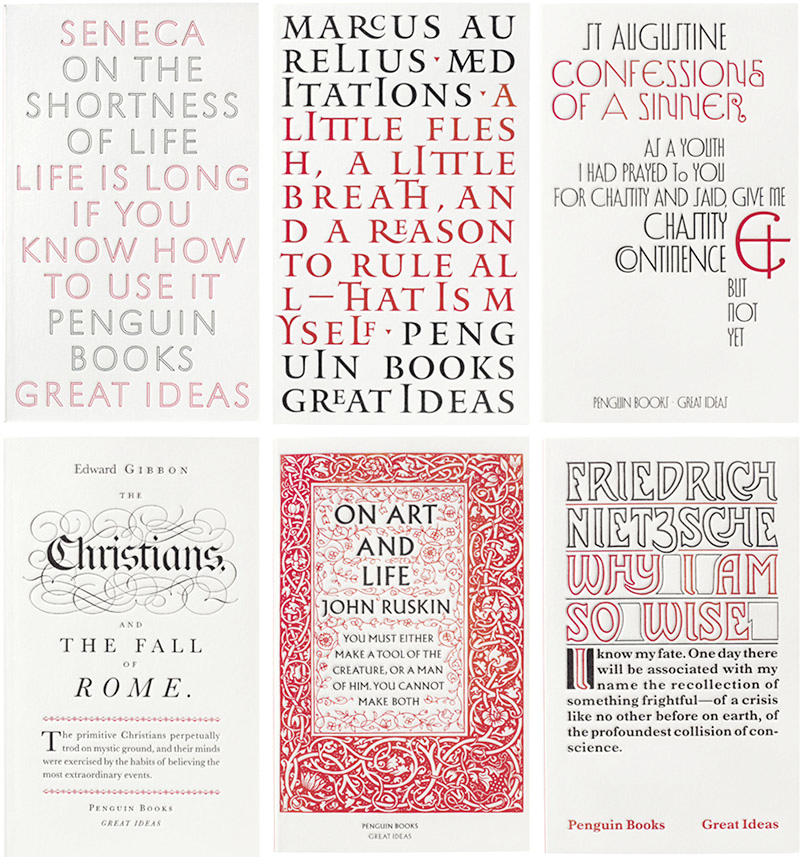 SENECA
ON THE
SHORTNESS
OF LIFE
LIFE IS LONG
IF YOU
KNOW HOW
TO USE IT
PENGUIN
BOOKS
GREAT IDEAS
MARCUS AU
RELIUS · MED
ITATIONS · A
LITTLE FLES
H, A LITTLE
BREATH, AN
D A REASON
TO RULE AL
L—THAT IS M
YSELF · PENG
UIN BOOKS
GREAT IDEAS
ST AUGUSTINE
CONFESSIONS
OF A SINNER
AS A YOUTH
I HAD PRAYED To YOU
FOR CHASTITY AND SAID, GIVE ME
CHASTITY
&
CONTINENCE
BUT
NOT
YET
PENGUIN BOOKS · GREAT IDEAS
Edward GIBBON
THE
Christians,
AND
THE FALL
OF
ROME.
The primitive Christians perpetually
trod on mystic ground, and their minds
were exercised by the habits of believing the
most extraordinary events.
PENGUIN BOOKS
GREAT IDEAS
ON ART
AND
LIFE
JOHN RUSKIN
YOU MUST EITHER
MAKE A TOOL OF THE
CREATURE, OR A MAN
OF HIM. YOU CANNOT
MAKE BOTH
PENGUIN BOOKS
GREAT IDEAS
FRIEDRICH
NIETZSCHE
WHY I AM
SO WISE
I know my fate. One day there
will be associated with my
name the recollection of
something frightful—of a crisis
like no other before on earth, of
the profoundest collision of con-
science.
Penguin Books Great Ideas